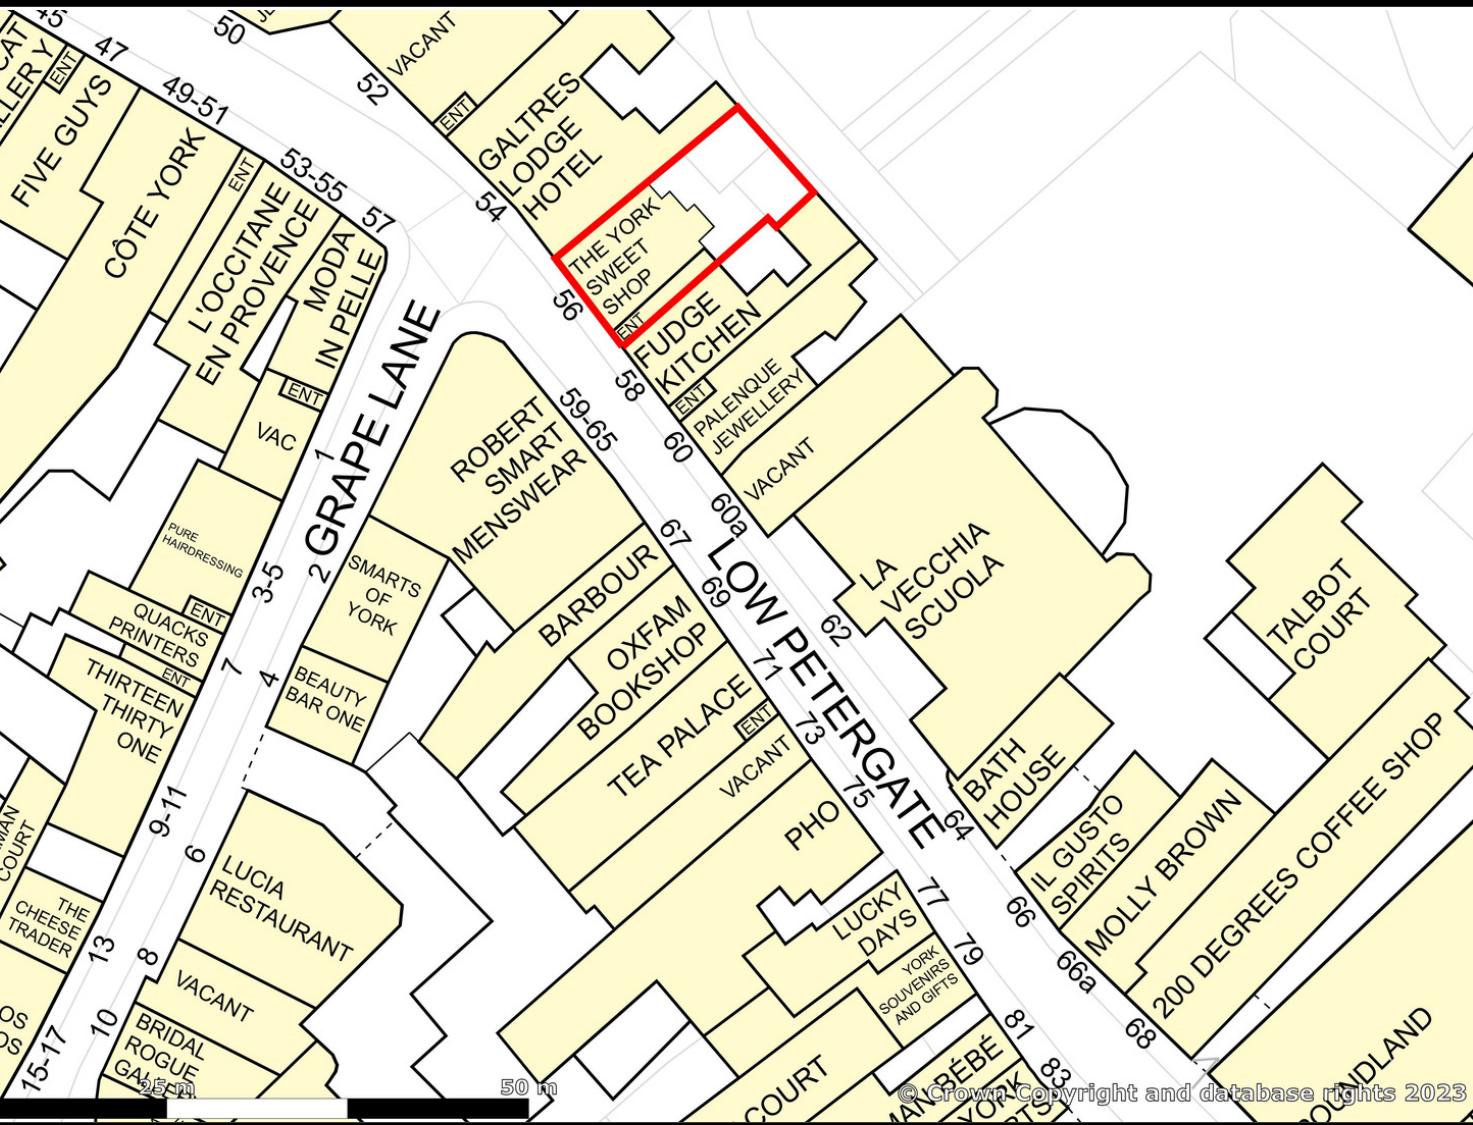 45
50
VACANT
47
ENT
FIVE GUYS
49-51
52
ENT
GALTRES
LODGE
HOTEL
CÔTE YORK
ENT
53-55
57
L'OCCITANE
EN PROVENCE
MODA
IN PELLE
54
THE YORK
SWEET
SHOP
ENT
56
FUDGE
KITCHEN
58
ENT
PALENQUE
JEWELLERY
60
VACANT
60a
ENT
VAC
1
GRAPE LANE
2
ROBERT
SMART
MENSWEAR
59-65
PURE
HAIRDRESSING
3-5
SMARTS
OF
YORK
67
BARBOUR
69
LOW PETERGATE
LA
VECCHIA
SCUOLA
62
TALBOT
COURT
ENT
QUACKS
PRINTERS
ENT
7
4
OXFAM
BOOKSHOP
71
BEAUTY
BAR ONE
THIRTEEN
THIRTY
ONE
TEA PALACE
ENT
73
VACANT
75
PHO
BATH
HOUSE
64
IL GUSTO
SPIRITS
MOLLY BROWN
200 DEGREES COFFEE SHOP
9-11
6
LUCIA
RESTAURANT
COURT
THE
CHEESE
TRADER
13
8
VACANT
LUCKY
DAYS
77
YORK
SOUVENIRS
AND GIFTS
79
66
66a
68
10
BRIDAL
ROGUE
15-17
COURT
BÉBÉ
YORK
81
83
OUNDLAND
25 m
50 m
© Crown Copyright and database rights 2023